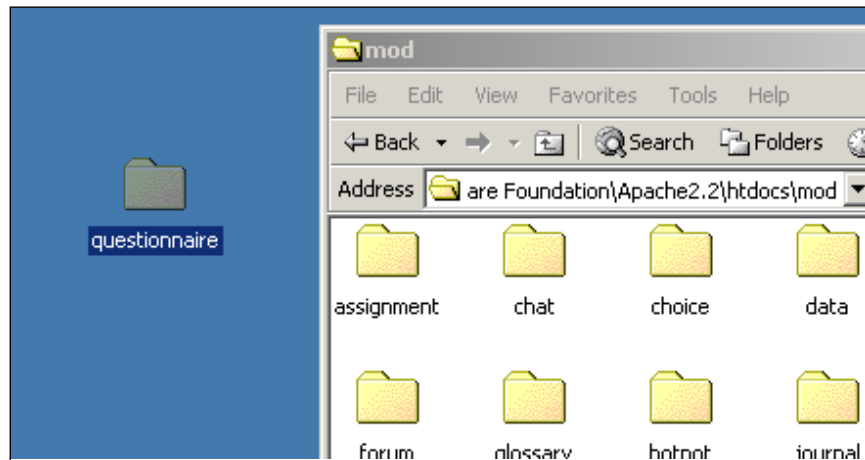 mod
File Edit View Favorites Tools Help
Back Search Folders
Address are Foundation\Apache2.2\htdocs\mod
questionnaire
assignment chat choice data
forum glossary hotpot journal